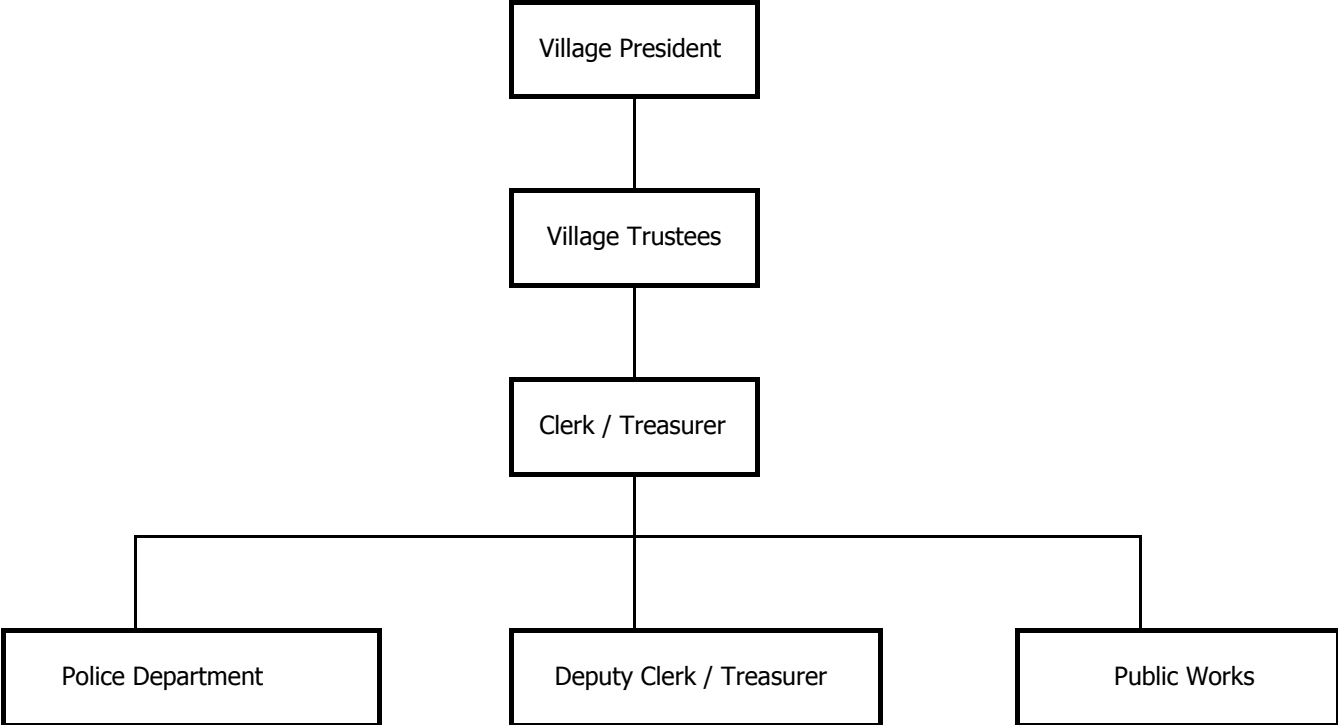 Village President
Village Trustees
Clerk / Treasurer
Police Department
Deputy Clerk / Treasurer
Public Works